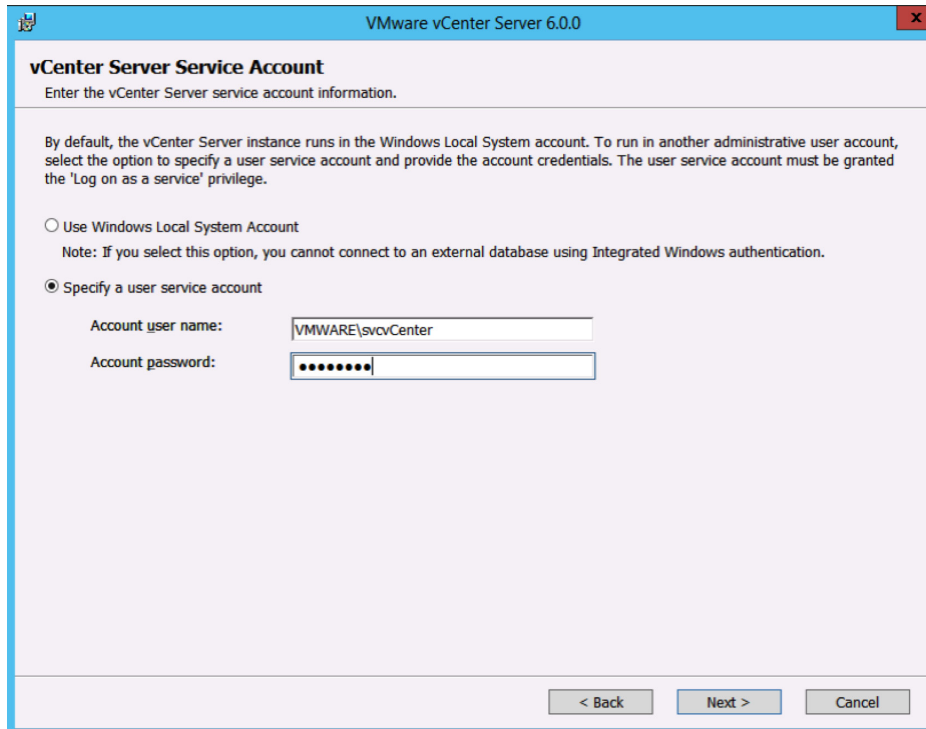 VMware vCenter Server 6.0.0
x
vCenter Server Service Account
Enter the vCenter Server service account information.
By default, the vCenter Server instance runs in the Windows Local System account. To run in another administrative user account,
select the option to specify a user service account and provide the account credentials. The user service account must be granted
the 'Log on as a service' privilege.
Use Windows Local System Account
Note: If you select this option, you cannot connect to an external database using Integrated Windows authentication.
Specify a user service account
Account user name: VMWARE\svcvCenter
Account password: ●●●●●●●●
< Back Next > Cancel